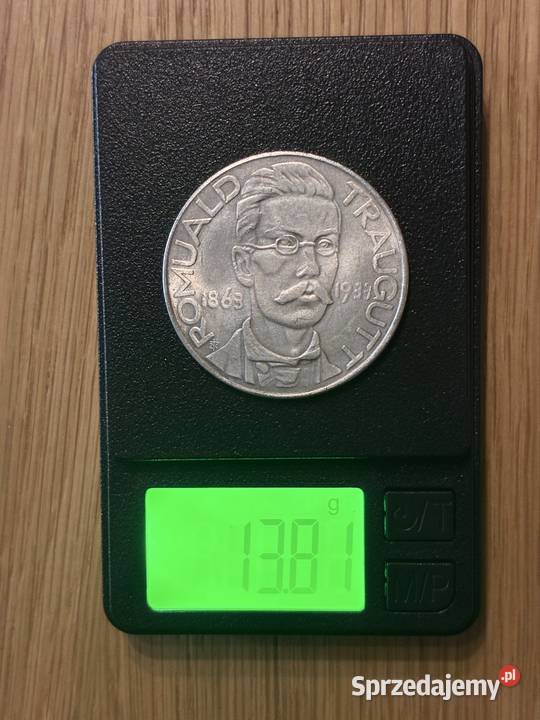 ROMUALD TRAUGUTT
1863 1933
g
13.81
/T
M/P
Sprzedajemy.pl